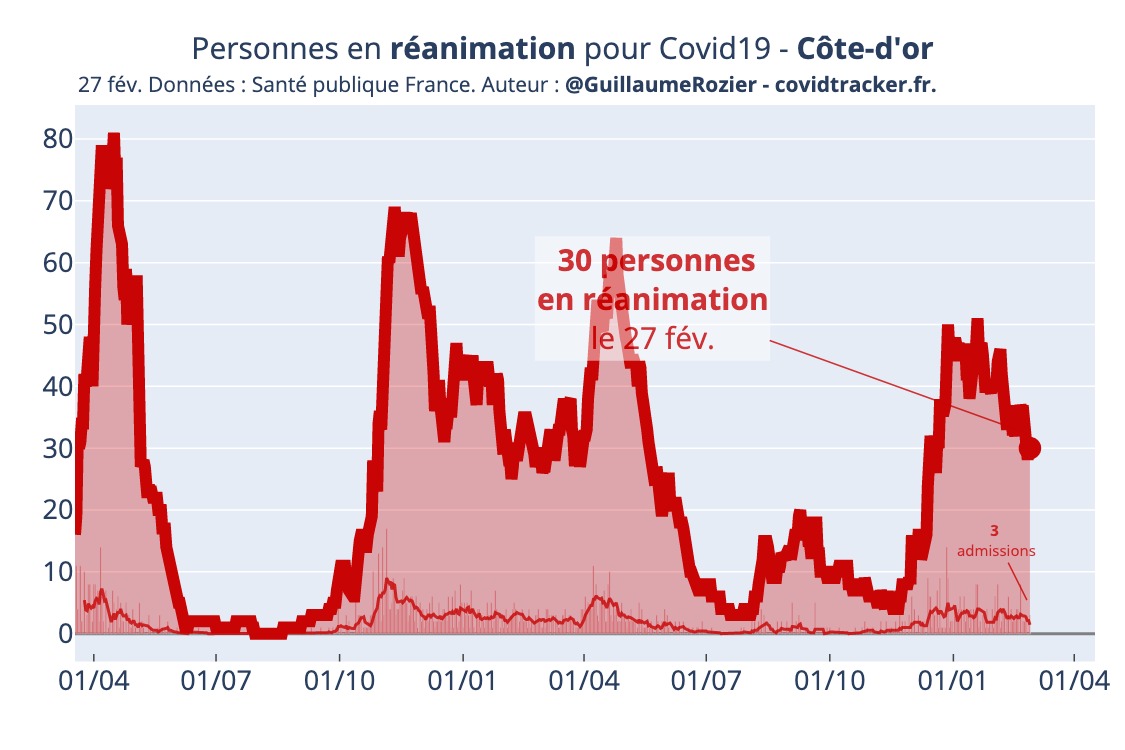 Personnes en réanimation pour Covid19 - Côte-d'or
27 fév. Données : Santé publique France. Auteur : @GuillaumeRozier - covidtracker.fr.
80
70
60
50
40
30
20
10
0
30 personnes
en réanimation
le 27 fév.
3
admissions
01/04 01/07 01/10 01/01 01/04 01/07 01/10 01/01 01/04